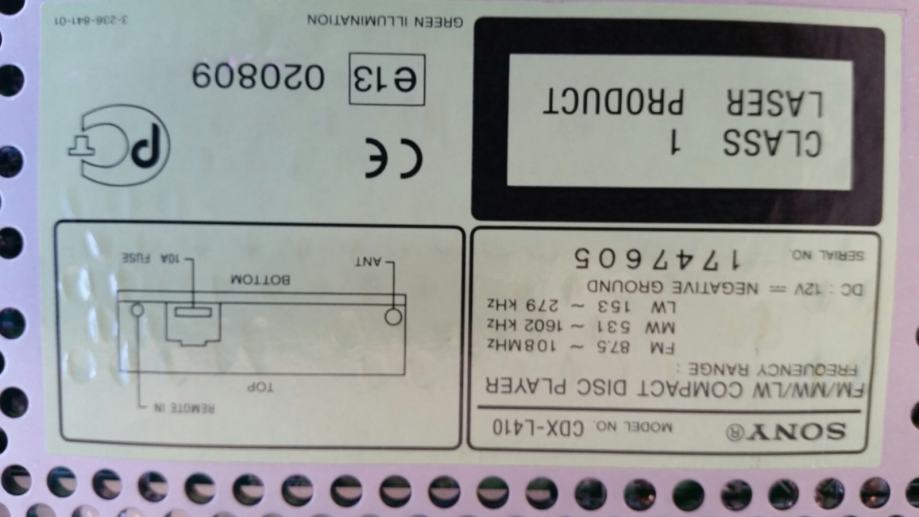 SONY® MODEL NO. CDX-L410
FM/MW/LW COMPACT DISC PLAYER
FREQUENCY RANGE :
FM 87.5 ~ 108MHz
MW 531 ~ 1602 kHz
LW 153 ~ 279 kHz
DC : 12V ⎓ NEGATIVE GROUND
SERIAL NO. 1747605
REMOTE IN
TOP
BOTTOM
ANT
10A FUSE
CLASS 1
LASER PRODUCT
CE
e13 020809
GREEN ILLUMINATION
3-236-841-01